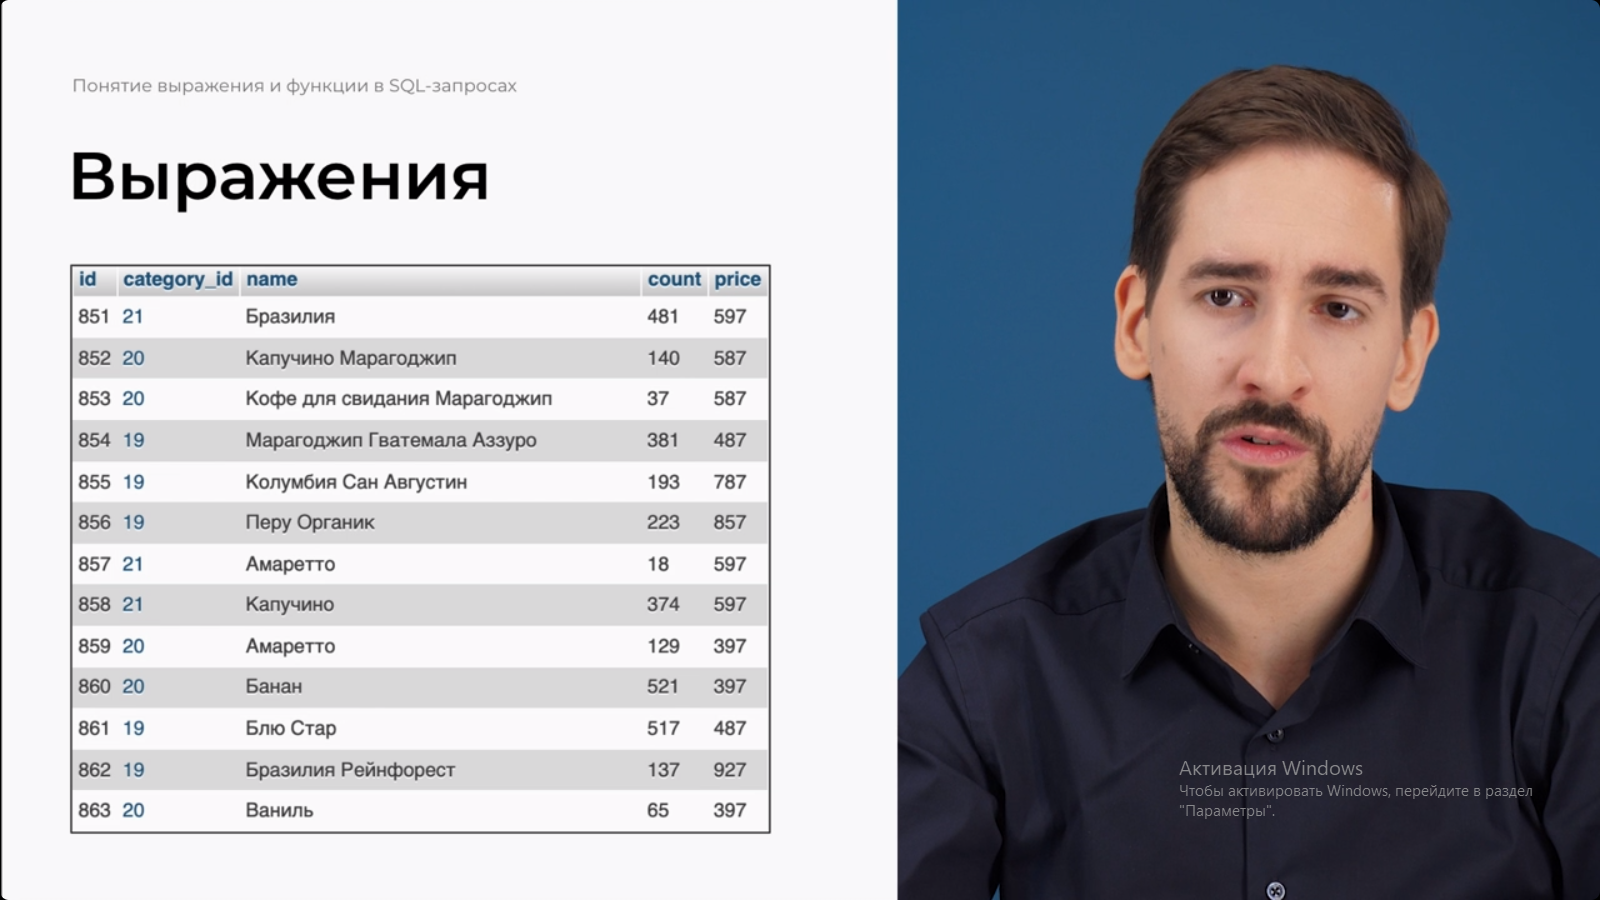 Понятие выражения и функции в SQL-запросах
Выражения
id category_id name count price
851 21 Бразилия 481 597
852 20 Капучино Марагоджип 140 587
853 20 Кофе для свидания Марагоджип 37 587
854 19 Марагоджип Гватемала Аззуро 381 487
855 19 Колумбия Сан Августин 193 787
856 19 Перу Органик 223 857
857 21 Амаретто 18 597
858 21 Капучино 374 597
859 20 Амаретто 129 397
860 20 Банан 521 397
861 19 Блю Стар 517 487
862 19 Бразилия Рейнфорест 137 927
863 20 Ваниль 65 397
Активация Windows
Чтобы активировать Windows, перейдите в раздел
"Параметры".